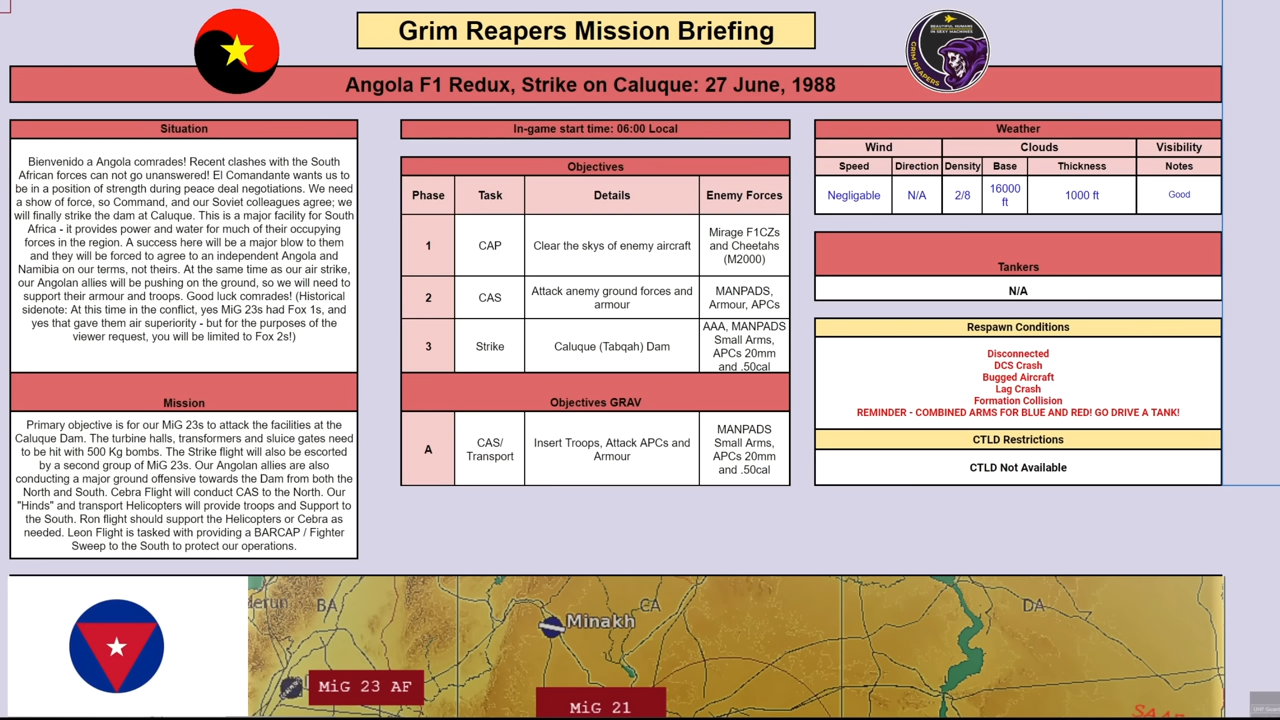 Grim Reapers Mission Briefing
BEAUTIFUL HUMANS
IN SEXY MACHINES
GRIM REAPERS
Angola F1 Redux, Strike on Caluque: 27 June, 1988
Situation
Bienvenido a Angola comrades! Recent clashes with the South
African forces can not go unanswered! El Comandante wants us to
be in a position of strength during peace deal negotiations. We need
a show of force, so Command, and our Soviet colleagues agree; we
will finally strike the dam at Caluque. This is a major facility for South
Africa - it provides power and water for much of their occupying
forces in the region. A success here will be a major blow to them
and they will be forced to agree to an independent Angola and
Namibia on our terms, not theirs. At the same time as our air strike,
our Angolan allies will be pushing on the ground, so we will need to
support their armour and troops. Good luck comrades! (Historical
sidenote: At this time in the conflict, yes MiG 23s had Fox 1s, and
yes that gave them air superiority - but for the purposes of the
viewer request, you will be limited to Fox 2s!)
Mission
Primary objective is for our MiG 23s to attack the facilities at the
Caluque Dam. The turbine halls, transformers and sluice gates need
to be hit with 500 Kg bombs. The Strike flight will also be escorted
by a second group of MiG 23s. Our Angolan allies are also
conducting a major ground offensive towards the Dam from both the
North and South. Cebra Flight will conduct CAS to the North. Our
"Hinds" and transport Helicopters will provide troops and Support to
the South. Ron flight should support the Helicopters or Cebra as
needed. Leon Flight is tasked with providing a BARCAP / Fighter
Sweep to the South to protect our operations.
In-game start time: 06:00 Local
Objectives
Phase Task Details Enemy Forces
1 CAP Clear the skys of enemy aircraft Mirage F1CZs
and Cheetahs
(M2000)
2 CAS Attack anemy ground forces and
armour MANPADS,
Armour, APCs
3 Strike Caluque (Tabqah) Dam AAA, MANPADS
Small Arms,
APCs 20mm
and .50cal
Objectives GRAV
A CAS/
Transport Insert Troops, Attack APCs and
Armour MANPADS
Small Arms,
APCs 20mm
and .50cal
Weather
Wind Clouds Visibility
Speed Direction Density Base Thickness Notes
Negligable N/A 2/8 16000
ft 1000 ft Good
Tankers
N/A
Respawn Conditions
Disconnected
DCS Crash
Bugged Aircraft
Lag Crash
Formation Collision
REMINDER - COMBINED ARMS FOR BLUE AND RED! GO DRIVE A TANK!
CTLD Restrictions
CTLD Not Available
BA
CA
DA
Minakh
MiG 23 AF
MiG 21